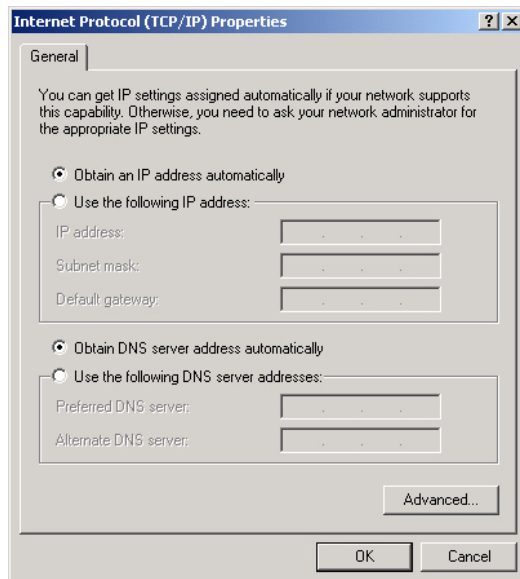 Internet Protocol (TCP/IP) Properties
General
You can get IP settings assigned automatically if your network supports
this capability. Otherwise, you need to ask your network administrator for
the appropriate IP settings.
Obtain an IP address automatically
Use the following IP address:
IP address:
Subnet mask:
Default gateway:
Obtain DNS server address automatically
Use the following DNS server addresses:
Preferred DNS server:
Alternate DNS server:
Advanced...
OK Cancel